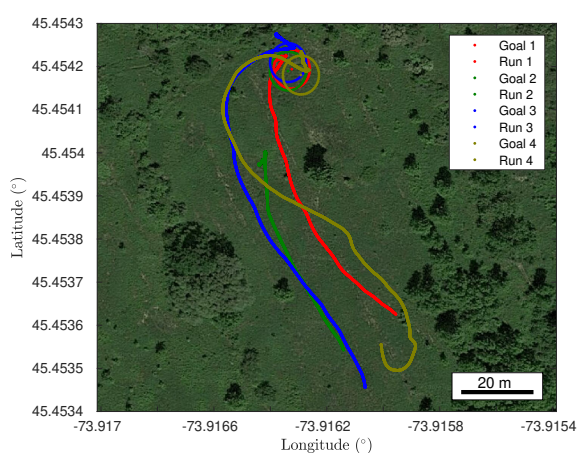 45.4543
45.4542
45.4541
45.454
45.4539
45.4538
45.4537
45.4536
45.4535
45.4534
Latitude (°)
-73.917
-73.9166
-73.9162
-73.9158
-73.9154
Longitude (°)
Goal 1
Run 1
Goal 2
Run 2
Goal 3
Run 3
Goal 4
Run 4
20 m